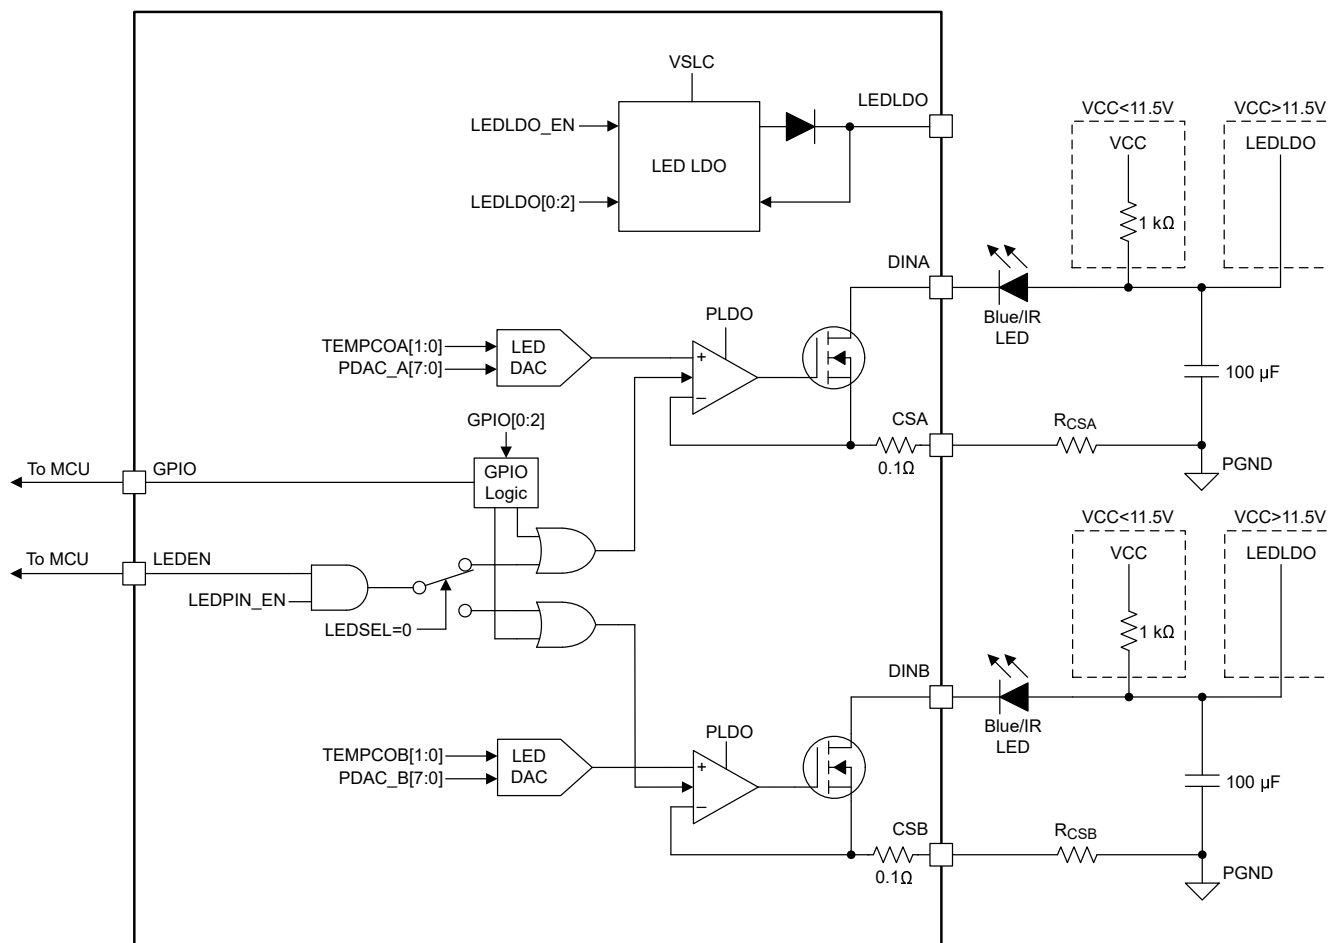 VSLC
LEDLDO
LEDLDO_EN
LED LDO
LEDLDO[0:2]
VCC<11.5V
VCC>11.5V
VCC
LEDLDO
1 kΩ
DINA
Blue/IR
LED
PLDO
TEMPCOA[1:0]
PDAC_A[7:0]
LED
DAC
+
−
100 µF
GPIO[0:2]
CSA
0.1Ω
RCSA
PGND
To MCU
GPIO
GPIO
Logic
To MCU
LEDEN
LEDPIN_EN
LEDSEL=0
VCC<11.5V
VCC>11.5V
VCC
LEDLDO
1 kΩ
DINB
Blue/IR
LED
PLDO
TEMPCOB[1:0]
PDAC_B[7:0]
LED
DAC
+
−
100 µF
CSB
0.1Ω
RCSB
PGND